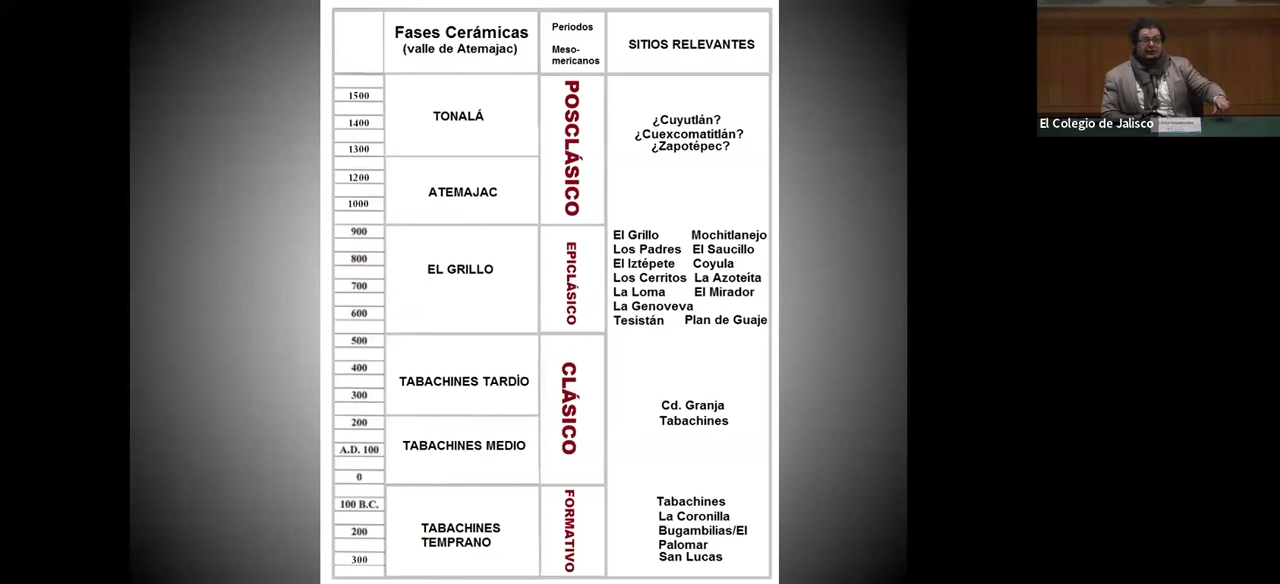 Fases Cerámicas
(valle de Atemajac)
Periodos
Meso-
mericanos
SITIOS RELEVANTES
1500
1400
1300
1200
1000
900
800
700
600
500
400
300
200
A.D. 100
0
100 B.C.
200
300
TONALÁ
ATEMAJAC
EL GRILLO
TABACHINES TARDÍO
TABACHINES MEDIO
TABACHINES
TEMPRANO
POSCLÁSICO
EPICLÁSICO
CLÁSICO
FORMATIVO
¿Cuyutlán?
¿Cuexcomatitlán?
¿Zapotépec?
El Grillo Mochitlanejo
Los Padres El Saucillo
El Iztépete Coyula
Los Cerritos La Azoteíta
La Loma El Mirador
La Genoveva
Tesistán Plan de Guaje
Cd. Granja
Tabachines
Tabachines
La Coronilla
Bugambilias/El
Palomar
San Lucas
El Colegio de Jalisco